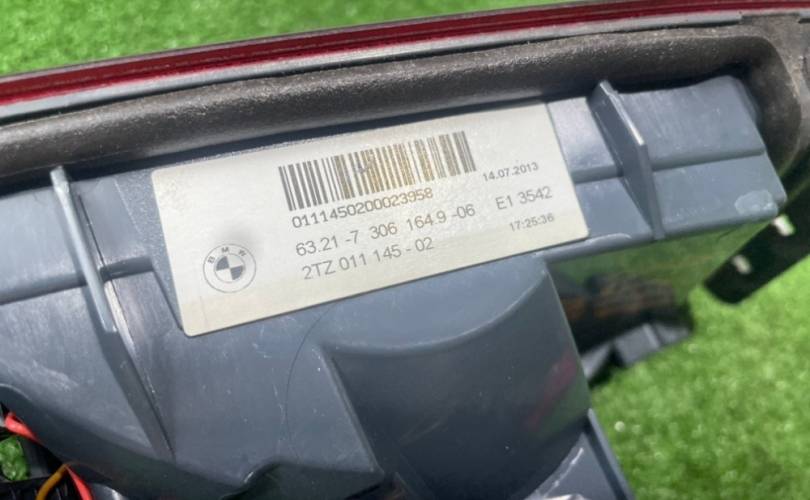 14.07.2013
0111450200023958
63.21-7 306 164.9-06 E1 3542
BMW
2TZ 011 145-02
17:25:36